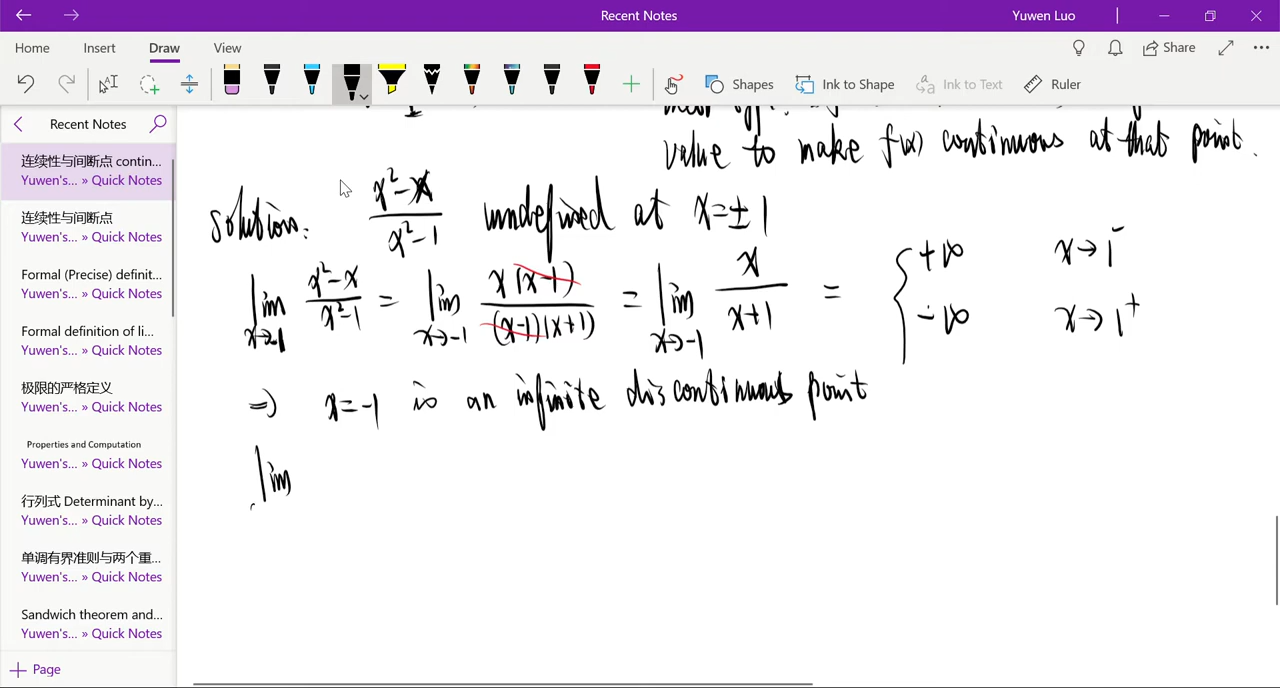 Recent Notes
Yuwen Luo
Home Insert Draw View
Share
Shapes
Ink to Shape
Ink to Text
Ruler
Recent Notes
连续性与间断点 contin...
Yuwen's... » Quick Notes
连续性与间断点
Yuwen's... » Quick Notes
Formal (Precise) definit...
Yuwen's... » Quick Notes
Formal definition of li...
Yuwen's... » Quick Notes
极限的严格定义
Yuwen's... » Quick Notes
Properties and Computation
Yuwen's... » Quick Notes
行列式 Determinant by...
Yuwen's... » Quick Notes
单调有界准则与两个重...
Yuwen's... » Quick Notes
Sandwich theorem and...
Yuwen's... » Quick Notes
Page
value to make f(x) continuous at that point.
solution: (x²-x)/(x²-1) undefined at x=±1
lim x→-1 (x²-x)/(x²-1) = lim x→-1 x(x-1)/((x-1)(x+1)) = lim x→-1 x/(x+1) = { +∞ x→1⁻
-∞ x→1⁺
⇒ x=-1 is an infinite discontinuous point
lim